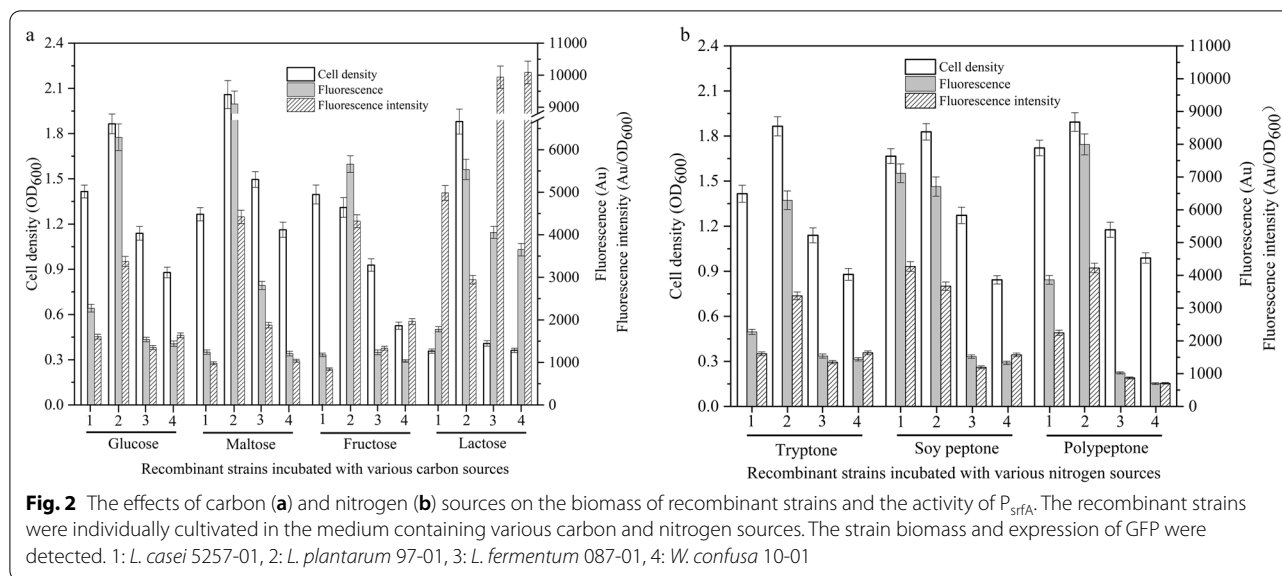 a
2.4
2.1
1.8
1.5
1.2
0.9
0.6
0.3
0.0
Cell density (OD600)
Cell density
Fluorescence
Fluorescence intensity
11000
10000
9000
6000
5000
4000
3000
2000
1000
0
Fluorescence (Au)
Fluorescence intensity (Au/OD600)
1 2 3 4 1 2 3 4 1 2 3 4 1 2 3 4
Glucose Maltose Fructose Lactose
Recombinant strains incubated with various carbon sources
b
2.4
2.1
1.8
1.5
1.2
0.9
0.6
0.3
0.0
Cell density (OD600)
Cell density
Fluorescence
Fluorescence intensity
11000
10000
9000
8000
7000
6000
5000
4000
3000
2000
1000
0
Fluorescence (Au)
Fluorescence intensity (Au/OD600)
1 2 3 4 1 2 3 4 1 2 3 4
Tryptone Soy peptone Polypeptone
Recombinant strains incubated with various nitrogen sources
Fig. 2 The effects of carbon (a) and nitrogen (b) sources on the biomass of recombinant strains and the activity of PsrfA. The recombinant strains
were individually cultivated in the medium containing various carbon and nitrogen sources. The strain biomass and expression of GFP were
detected. 1: L. casei 5257-01, 2: L. plantarum 97-01, 3: L. fermentum 087-01, 4: W. confusa 10-01